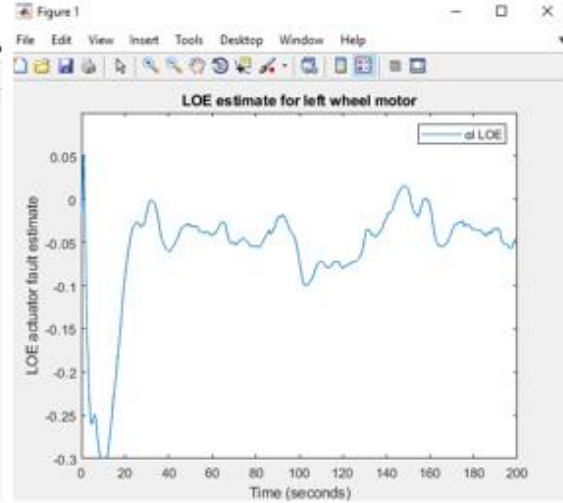 Figure 1
File Edit View Insert Tools Desktop Window Help
LOE estimate for left wheel motor
al LOE
LOE actuator fault estimate
0.05
0
-0.05
-0.1
-0.15
-0.2
-0.25
-0.3
0 20 40 60 80 100 120 140 160 180 200
Time (seconds)